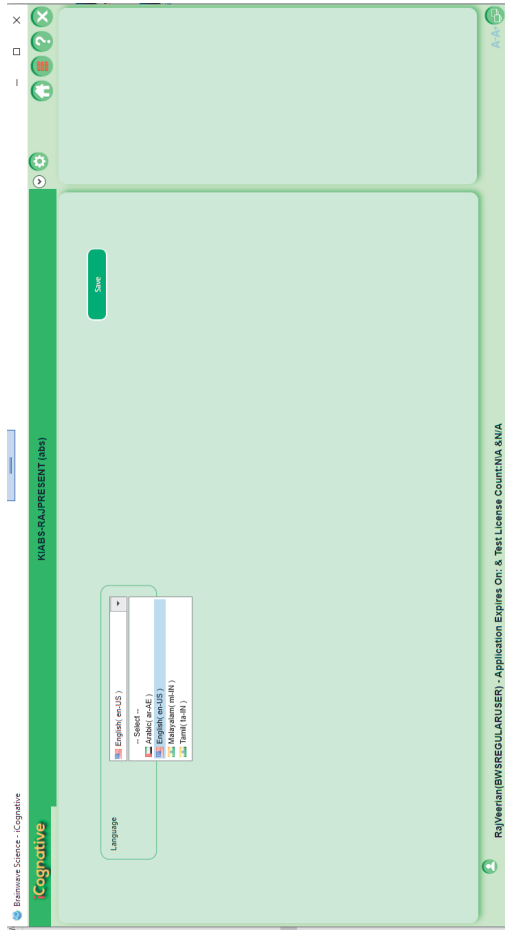 Brainwave Science - iCognative
iCognative
KIABS-RAJPRESENT (abs)
Language
English( en-US )
-- Select --
Arabic( ar-AE )
English( en-US )
Malayalam( ml-IN )
Tamil( ta-IN )
Save
RajVeerian(BWSREGULARUSER) - Application Expires On: & Test License Count:N\A &N/A
A-A+